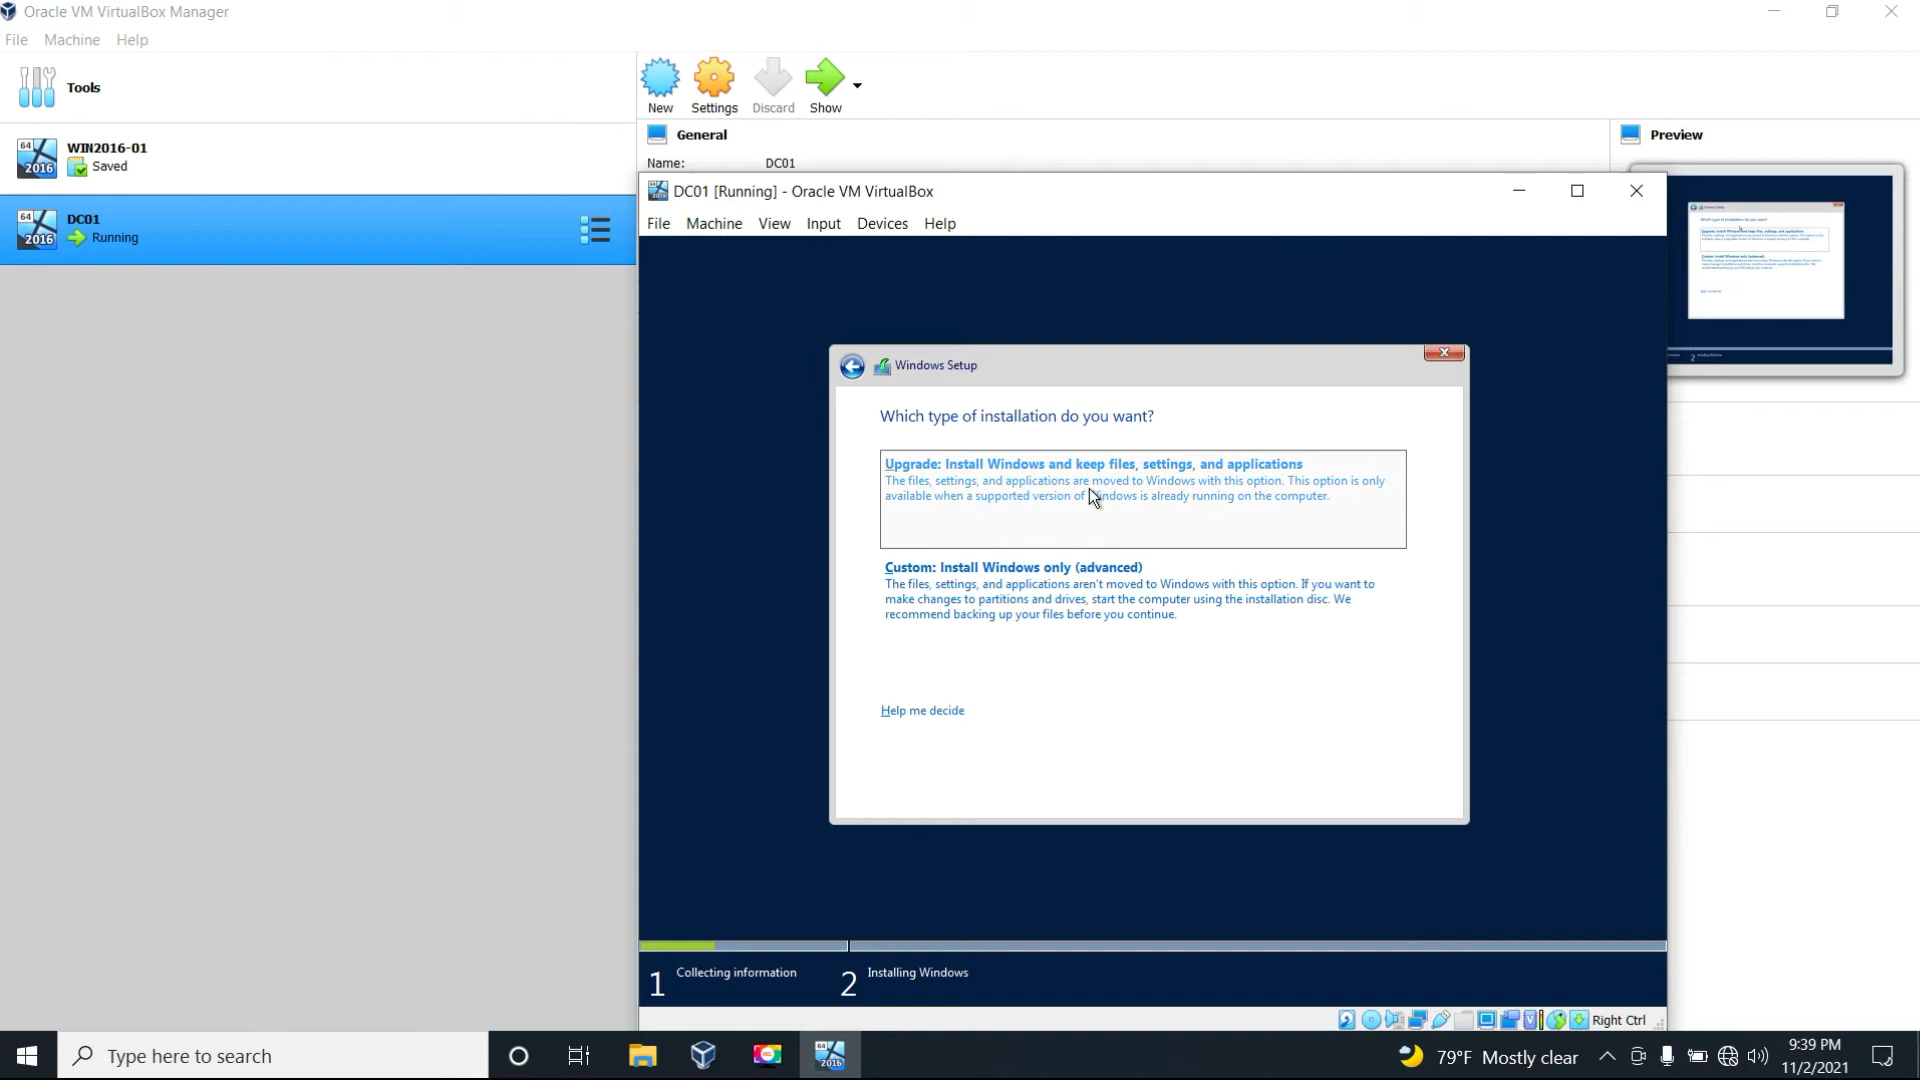 Oracle VM VirtualBox Manager
File Machine Help
Tools
New Settings Discard Show
General
Preview
Name: DC01
64
2016
WIN2016-01
Saved
64
2016
DC01
Running
DC01 [Running] - Oracle VM VirtualBox
File Machine View Input Devices Help
Windows Setup
Which type of installation do you want?
Upgrade: Install Windows and keep files, settings, and applications
The files, settings, and applications are moved to Windows with this option. This option is only
available when a supported version of Windows is already running on the computer.
Custom: Install Windows only (advanced)
The files, settings, and applications aren't moved to Windows with this option. If you want to
make changes to partitions and drives, start the computer using the installation disc. We
recommend backing up your files before you continue.
Help me decide
1 Collecting information 2 Installing Windows
Right Ctrl
Type here to search
79°F Mostly clear
9:39 PM
11/2/2021